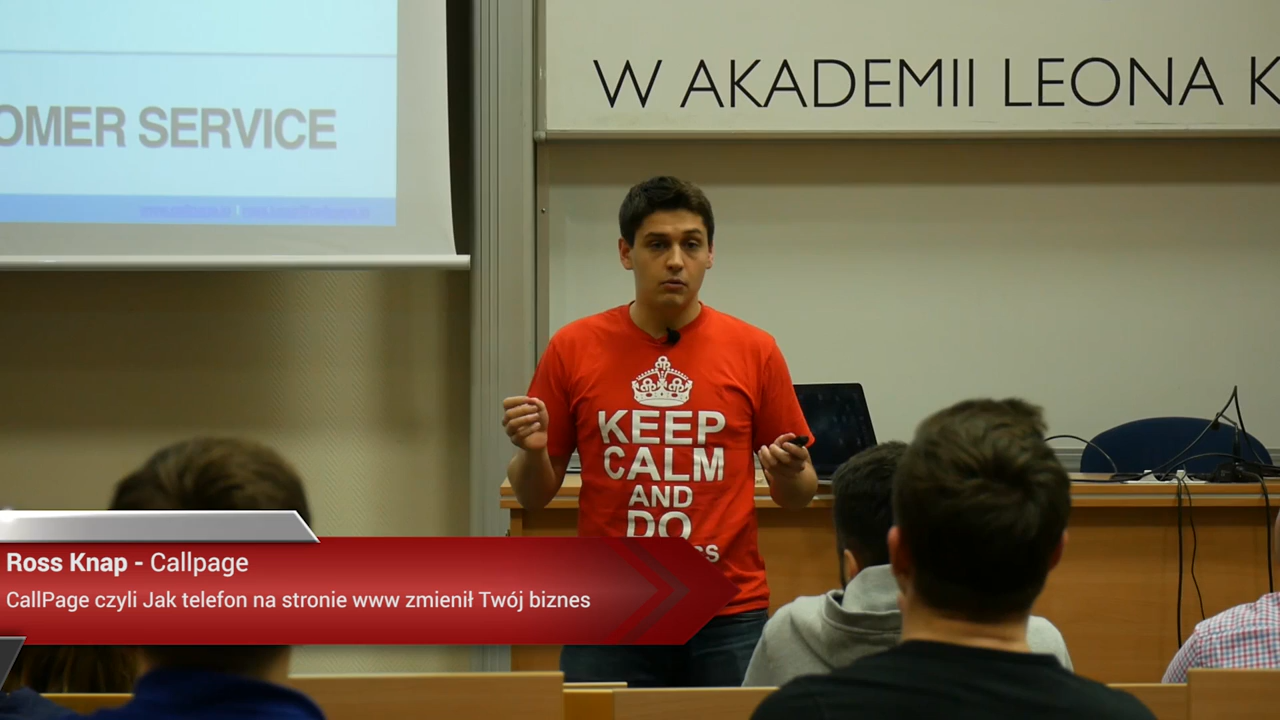 OMER SERVICE
W AKADEMII LEONA K
KEEP
CALM
AND
DO
Ross Knap - Callpage
CallPage czyli Jak telefon na stronie www zmienił Twój biznes